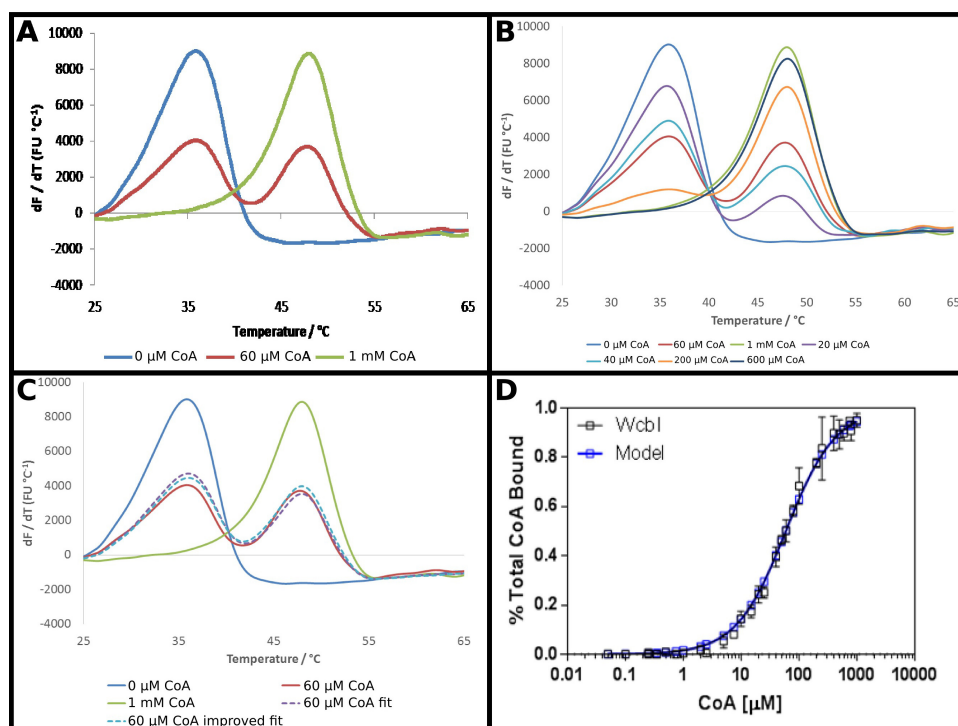 A
10000
8000
6000
4000
2000
0
-2000
-4000
dF / dT (FU °C-1)
25
35
45
55
65
Temperature / °C
0 µM CoA
60 µM CoA
1 mM CoA
B
10000
8000
6000
4000
2000
0
-2000
-4000
dF / dT (FU °C-1)
25
30
35
40
45
50
55
60
65
Temperature / °C
0 µM CoA
60 µM CoA
1 mM CoA
20 µM CoA
40 µM CoA
200 µM CoA
600 µM CoA
C
10000
8000
6000
4000
2000
0
-2000
-4000
dF / dT (FU °C-1)
25
35
45
55
65
Temperature / °C
0 µM CoA
60 µM CoA
1 mM CoA
60 µM CoA fit
60 µM CoA improved fit
D
1.0
0.8
0.6
0.4
0.2
0.0
% Total CoA Bound
WcbI
Model
0.01
0.1
1
10
100
1000
10000
CoA [µM]